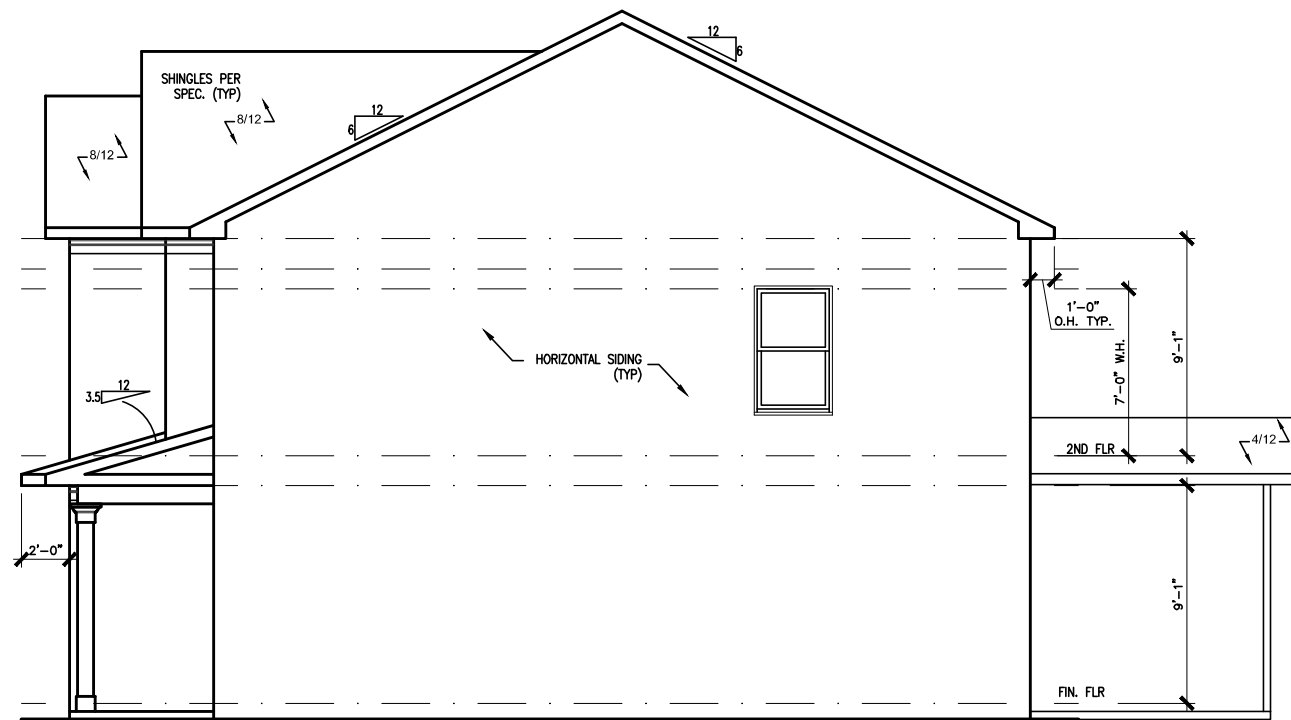 12
6
SHINGLES PER
SPEC. (TYP)
8/12
12
6
8/12
1'-0"
O.H. TYP.
7'-0" W.H.
9'-1"
HORIZONTAL SIDING
(TYP)
12
3.5
4/12
2ND FLR
2'-0"
9'-1"
FIN. FLR